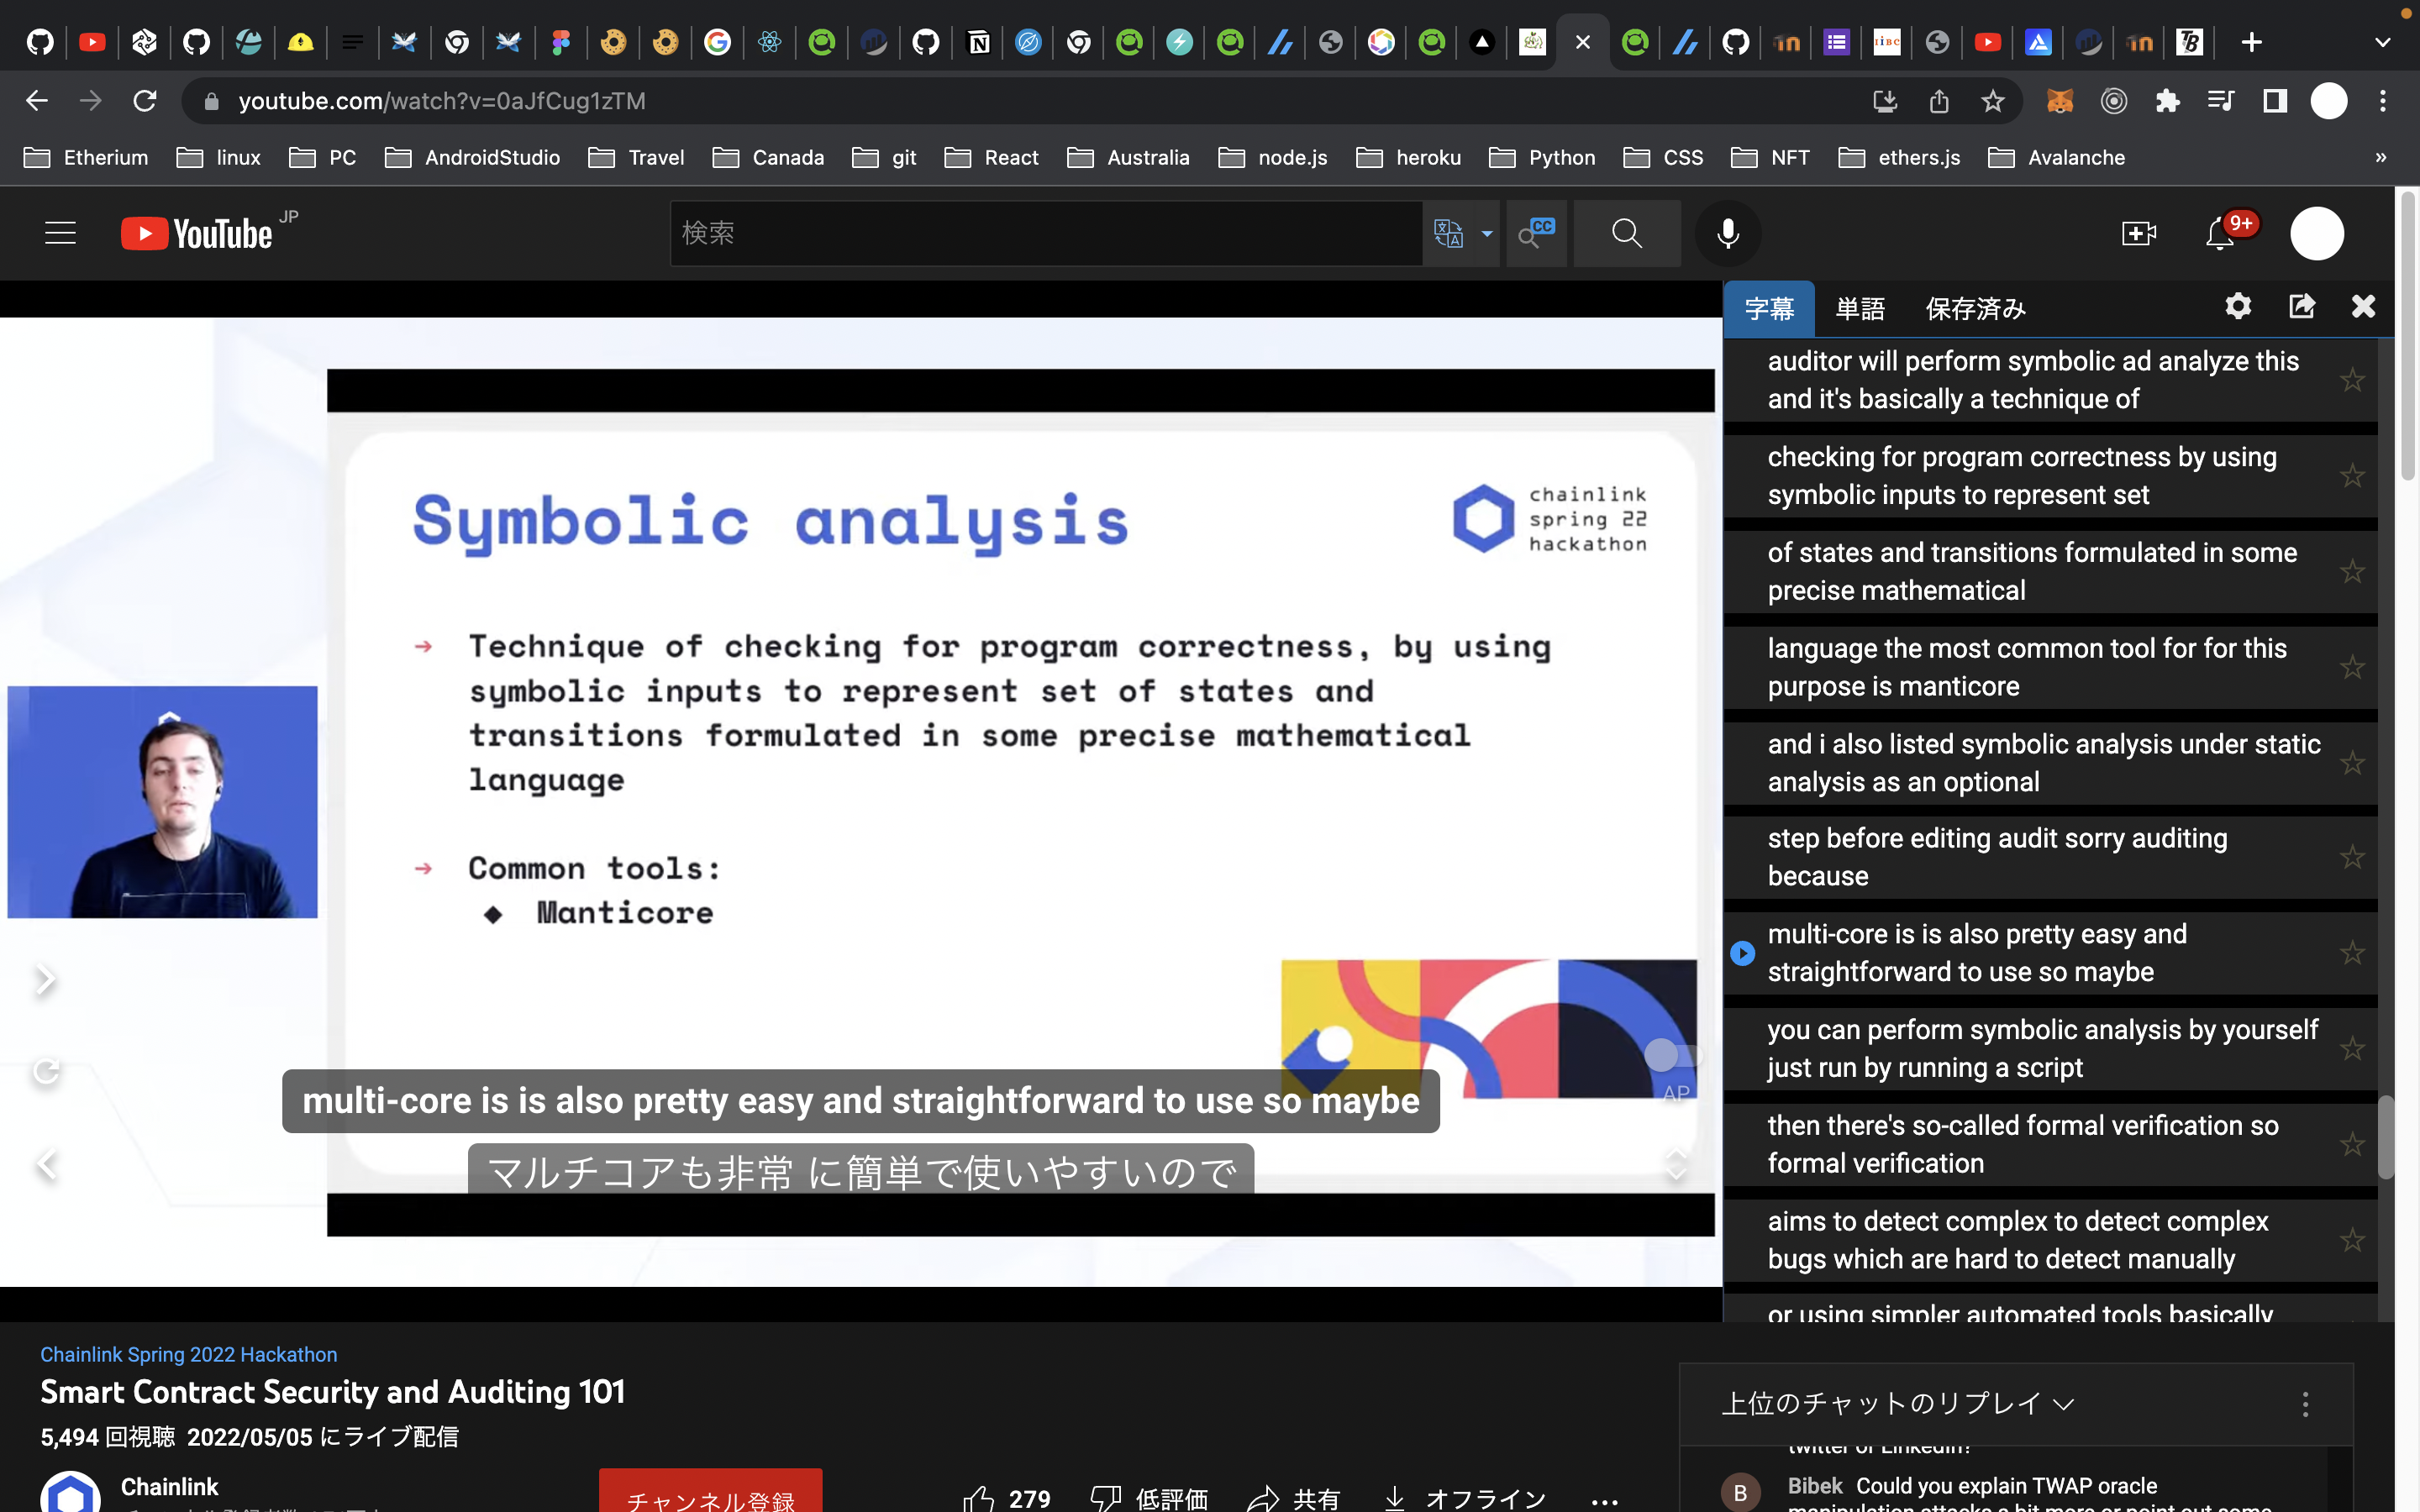 youtube.com/watch?v=0aJfCug1zTM
Etherium
linux
PC
AndroidStudio
Travel
Canada
git
React
Australia
node.js
heroku
Python
CSS
NFT
ethers.js
Avalanche
»
YouTube JP
検索
CC
9+
Symbolic analysis
chainlink
spring 22
hackathon
Technique of checking for program correctness, by using
symbolic inputs to represent set of states and
transitions formulated in some precise mathematical
language
Common tools:
Manticore
AP
multi-core is is also pretty easy and straightforward to use so maybe
マルチコアも非常 に簡単で使いやすいので
字幕
単語
保存済み
auditor will perform symbolic ad analyze this
and it's basically a technique of
checking for program correctness by using
symbolic inputs to represent set
of states and transitions formulated in some
precise mathematical
language the most common tool for for this
purpose is manticore
and i also listed symbolic analysis under static
analysis as an optional
step before editing audit sorry auditing
because
multi-core is is also pretty easy and
straightforward to use so maybe
you can perform symbolic analysis by yourself
just run by running a script
then there's so-called formal verification so
formal verification
aims to detect complex to detect complex
bugs which are hard to detect manually
or using simpler automated tools basically
Chainlink Spring 2022 Hackathon
Smart Contract Security and Auditing 101
5,494 回視聴 2022/05/05 にライブ配信
Chainlink
チャンネル登録
279
低評価
共有
オフライン
上位のチャットのリプレイ
twitter or LinkedIn?
B
Bibek Could you explain TWAP oracle